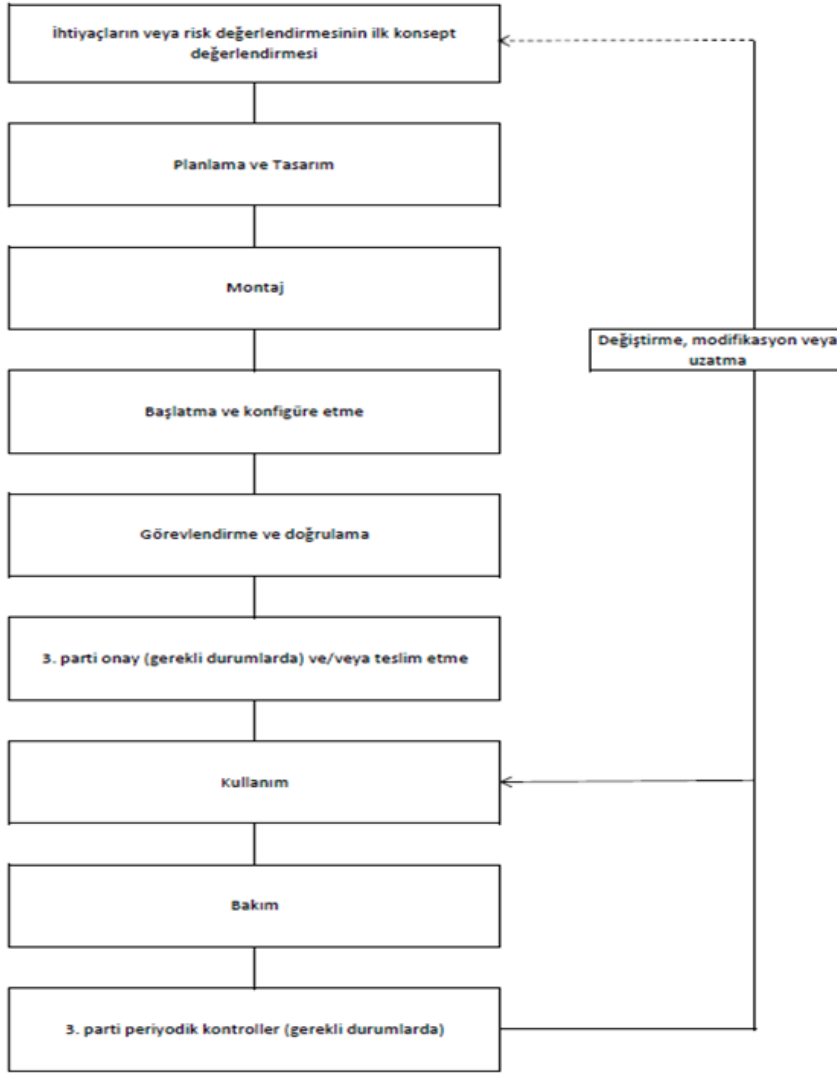 İhtiyaçların veya risk değerlendirmesinin ilk konsept
değerlendirmesi
Planlama ve Tasarım
Montaj
Değiştirme, modifikasyon veya
uzatma
Başlatma ve konfigüre etme
Görevlendirme ve doğrulama
3. parti onay (gerekli durumlarda) ve/veya teslim etme
Kullanım
Bakım
3. parti periyodik kontroller (gerekli durumlarda)